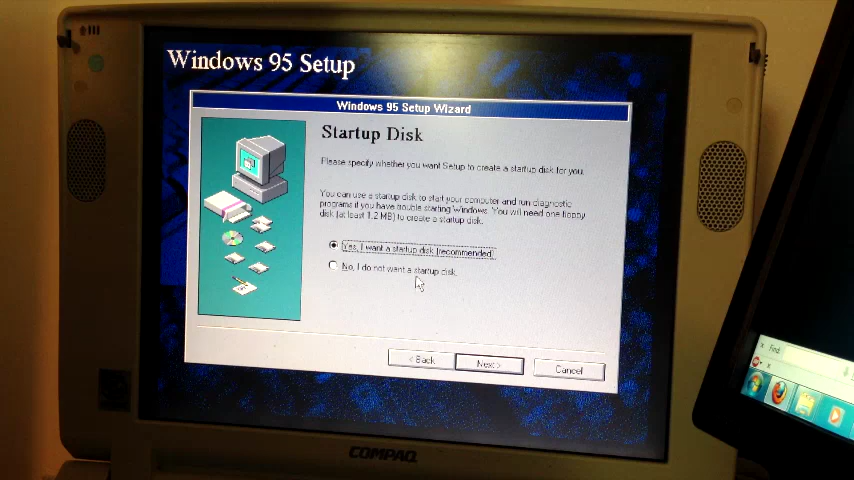 Windows 95 Setup
Windows 95 Setup Wizard
Startup Disk
Please specify whether you want Setup to create a startup disk for you.
You can use a startup disk to start your computer and run diagnostic
programs if you have trouble starting Windows. You will need one floppy
disk (at least 1.2 MB) to create a startup disk.
Yes, I want a startup disk (recommended)
No, I do not want a startup disk.
< Back
Next >
Cancel
COMPAQ
x Find:
x